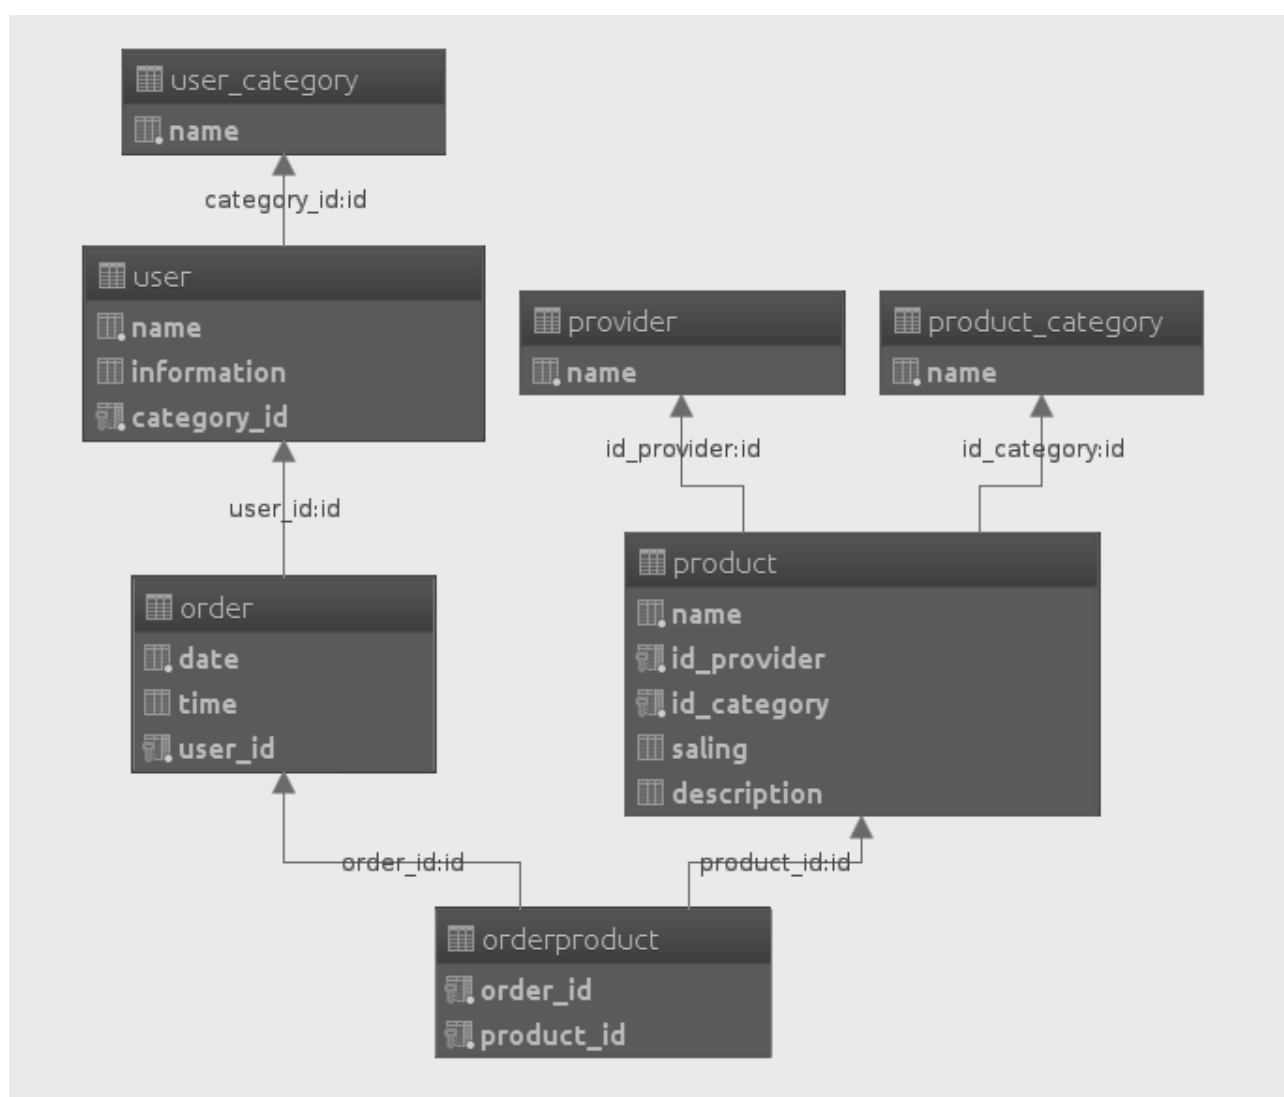 user_category
name
category_id:id
user
name
information
category_id
user_id:id
order
date
time
user_id
provider
name
id_provider:id
product_category
name
id_category:id
product
name
id_provider
id_category
saling
description
order_id:id
product_id:id
orderproduct
order_id
product_id